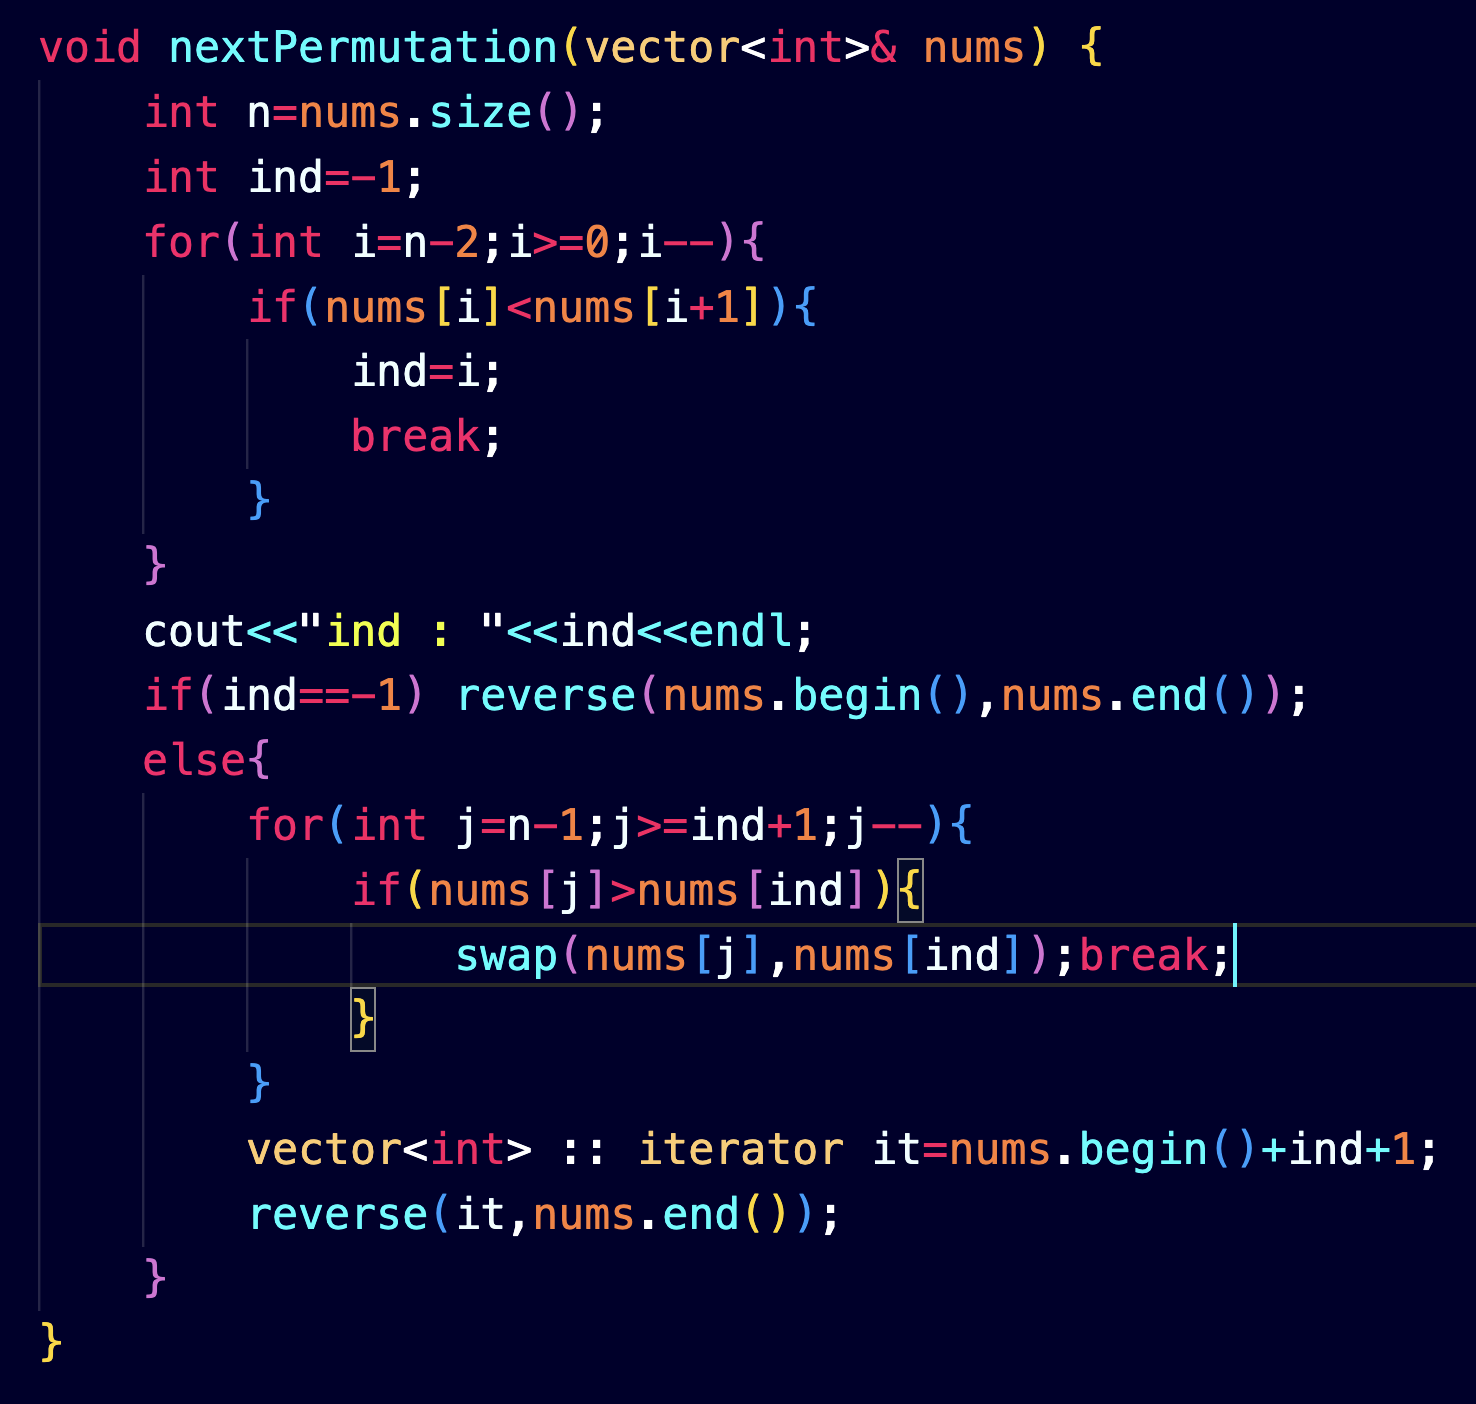 void nextPermutation(vector<int>& nums) {
    int n=nums.size();
    int ind=-1;
    for(int i=n-2;i>=0;i--){
        if(nums[i]<nums[i+1]){
            ind=i;
            break;
        }
    }
    cout<<"ind : "<<ind<<endl;
    if(ind==-1) reverse(nums.begin(),nums.end());
    else{
        for(int j=n-1;j>=ind+1;j--){
            if(nums[j]>nums[ind]){
                swap(nums[j],nums[ind]);break;
            }
        }
        vector<int> :: iterator it=nums.begin()+ind+1;
        reverse(it,nums.end());
    }
}